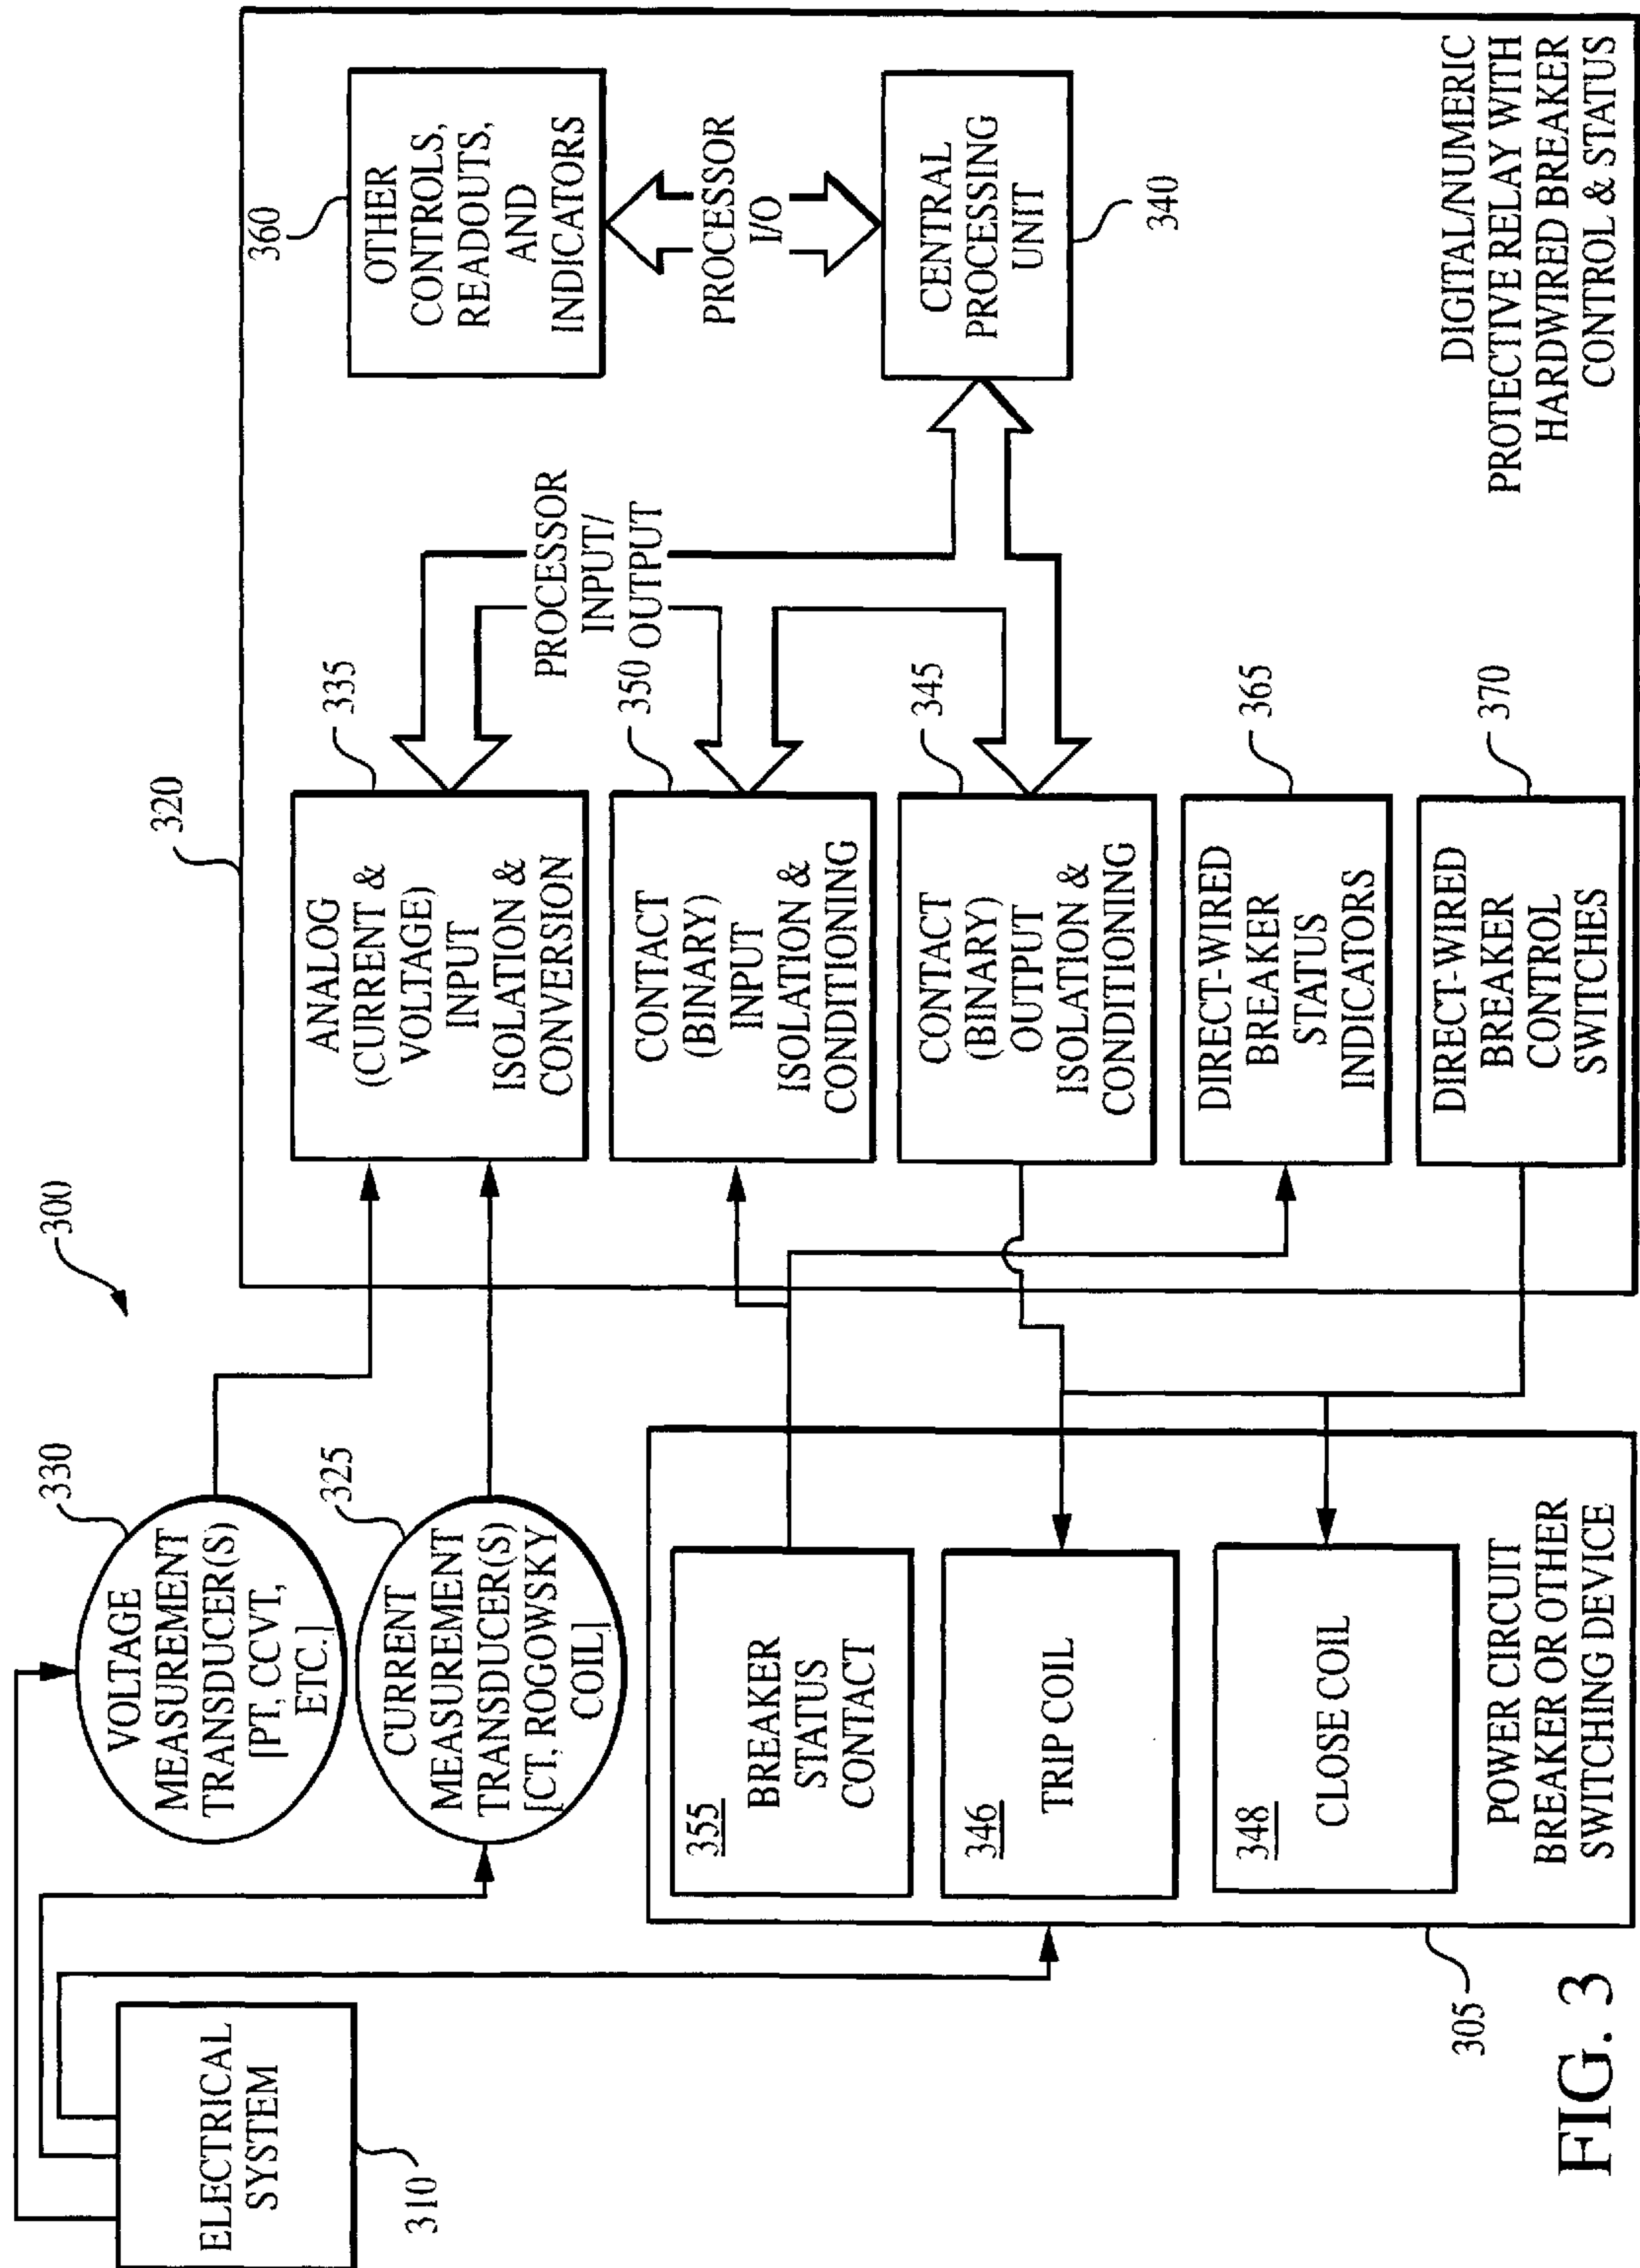 300
ELECTRICAL
SYSTEM
310
VOLTAGE
MEASUREMENT
TRANSDUCER(S)
[PT, CCVT,
ETC.]
330
CURRENT
MEASUREMENT
TRANSDUCER(S)
[CT, ROGOWSKY
COIL]
325
355
BREAKER
STATUS
CONTACT
346
TRIP COIL
348
CLOSE COIL
POWER CIRCUIT
BREAKER OR OTHER
SWITCHING DEVICE
305
320
ANALOG
(CURRENT &
VOLTAGE)
INPUT
ISOLATION &
CONVERSION
335
CONTACT
(BINARY)
INPUT
ISOLATION &
CONDITIONING
350
CONTACT
(BINARY)
OUTPUT
ISOLATION &
CONDITIONING
345
DIRECT-WIRED
BREAKER
STATUS
INDICATORS
365
DIRECT-WIRED
BREAKER
CONTROL
SWITCHES
370
PROCESSOR
INPUT/
OUTPUT
360
OTHER
CONTROLS,
READOUTS,
AND
INDICATORS
PROCESSOR
I/O
CENTRAL
PROCESSING
UNIT
340
DIGITAL/NUMERIC
PROTECTIVE RELAY WITH
HARDWIRED BREAKER
CONTROL & STATUS
FIG. 3